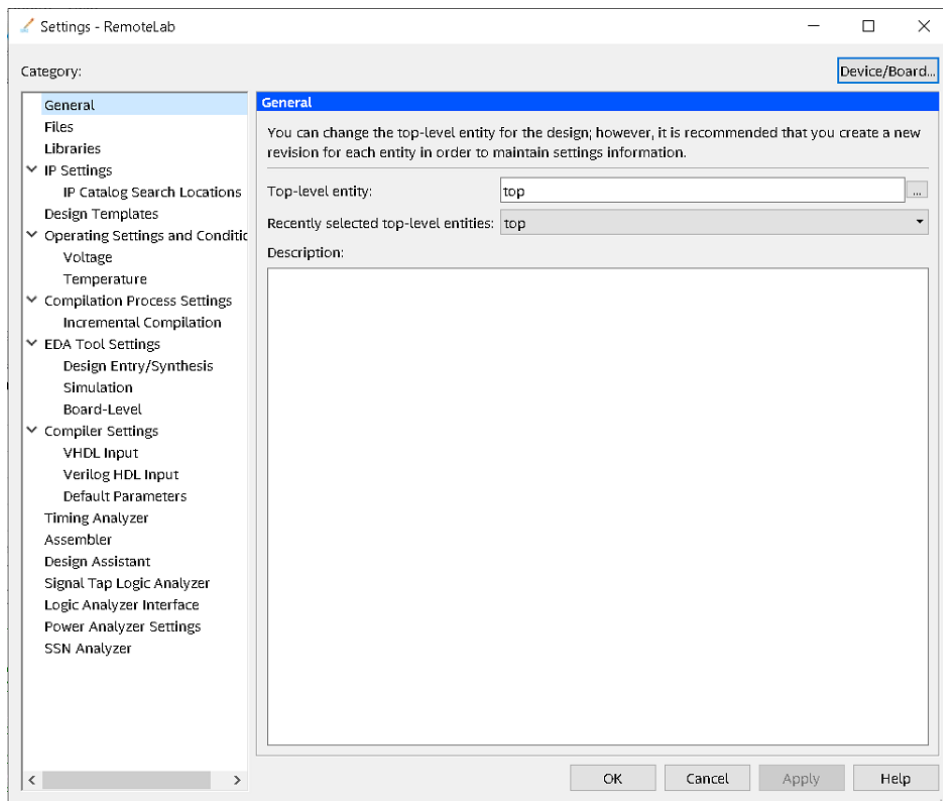 Settings - RemoteLab
Category:
Device/Board...
General
Files
Libraries
IP Settings
IP Catalog Search Locations
Design Templates
Operating Settings and Conditic
Voltage
Temperature
Compilation Process Settings
Incremental Compilation
EDA Tool Settings
Design Entry/Synthesis
Simulation
Board-Level
Compiler Settings
VHDL Input
Verilog HDL Input
Default Parameters
Timing Analyzer
Assembler
Design Assistant
Signal Tap Logic Analyzer
Logic Analyzer Interface
Power Analyzer Settings
SSN Analyzer
General
You can change the top-level entity for the design; however, it is recommended that you create a new
revision for each entity in order to maintain settings information.
Top-level entity: top ...
Recently selected top-level entities: top
Description:
OK Cancel Apply Help